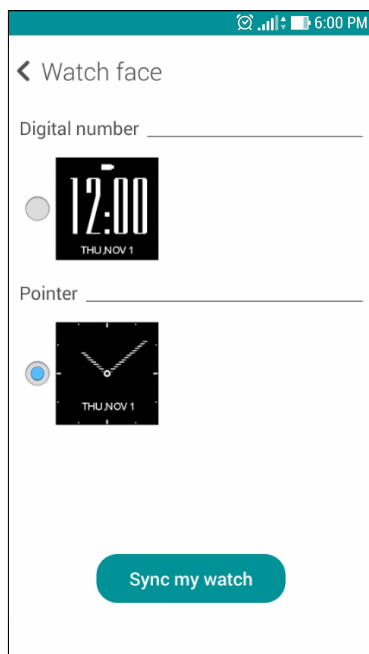 6:00 PM
Watch face
Digital number
12:00
THU,NOV 1
Pointer
THU,NOV 1
Sync my watch